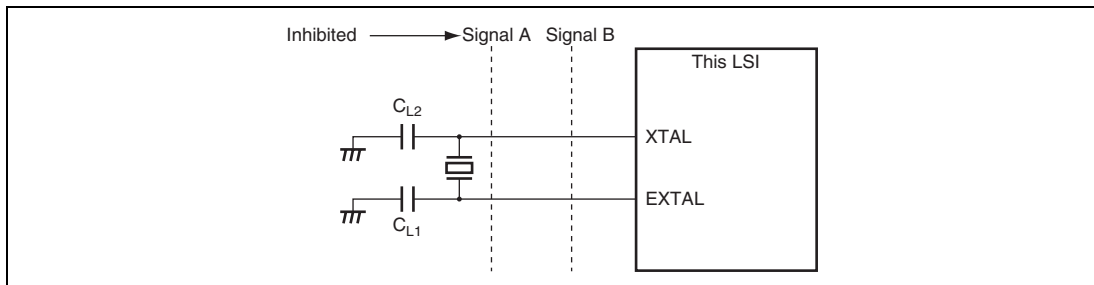 Inhibited Signal A Signal B
This LSI
CL2
XTAL
EXTAL
CL1